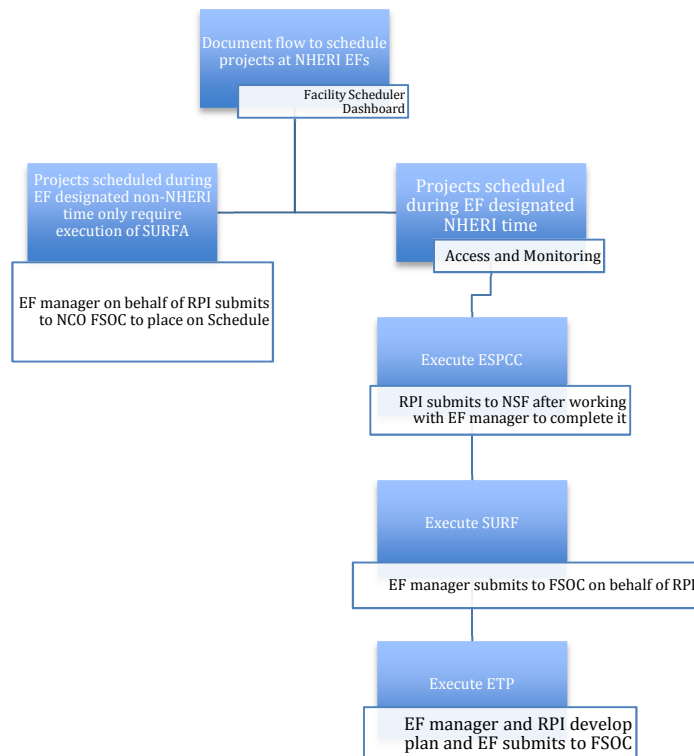 Document flow to schedule
projects at NHERI EFs
Facility Scheduler
Dashboard
Projects scheduled during
EF designated non-NHERI
time only require
execution of SURFA
EF manager on behalf of RPI submits
to NCO FSOC to place on Schedule
Projects scheduled
during EF designated
NHERI time
Access and Monitoring
Execute ESPCC
RPI submits to NSF after working
with EF manager to complete it
Execute SURF
EF manager submits to FSOC on behalf of RPI
Execute ETP
EF manager and RPI develop
plan and EF submits to FSOC